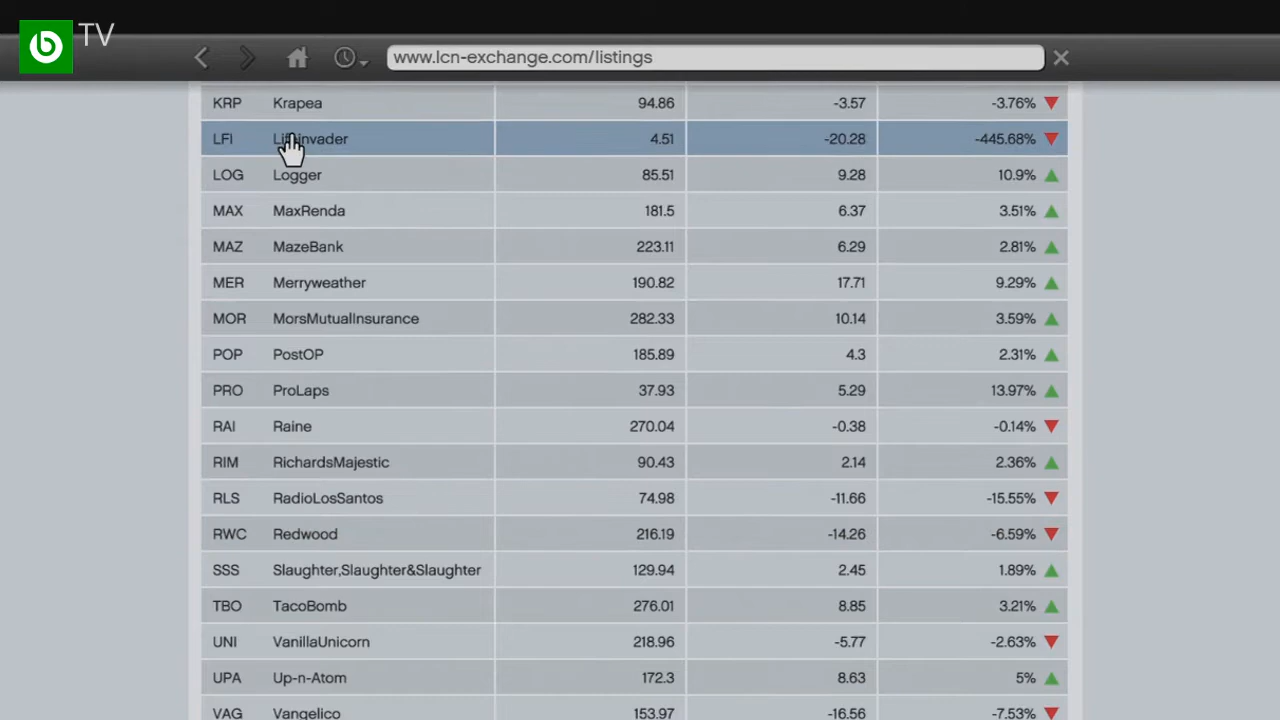 TV
www.lcn-exchange.com/listings
KRP Krapea 94.86 -3.57 -3.76%
LFI Lifeinvader 4.51 -20.28 -445.68%
LOG Logger 85.51 9.28 10.9%
MAX MaxRenda 181.5 6.37 3.51%
MAZ MazeBank 223.11 6.29 2.81%
MER Merryweather 190.82 17.71 9.29%
MOR MorsMutualInsurance 282.33 10.14 3.59%
POP PostOP 185.89 4.3 2.31%
PRO ProLaps 37.93 5.29 13.97%
RAI Raine 270.04 -0.38 -0.14%
RIM RichardsMajestic 90.43 2.14 2.36%
RLS RadioLosSantos 74.98 -11.66 -15.55%
RWC Redwood 216.19 -14.26 -6.59%
SSS Slaughter,Slaughter&Slaughter 129.94 2.45 1.89%
TBO TacoBomb 276.01 8.85 3.21%
UNI VanillaUnicorn 218.96 -5.77 -2.63%
UPA Up-n-Atom 172.3 8.63 5%
VAG Vangelico 153.97 -16.56 -7.53%